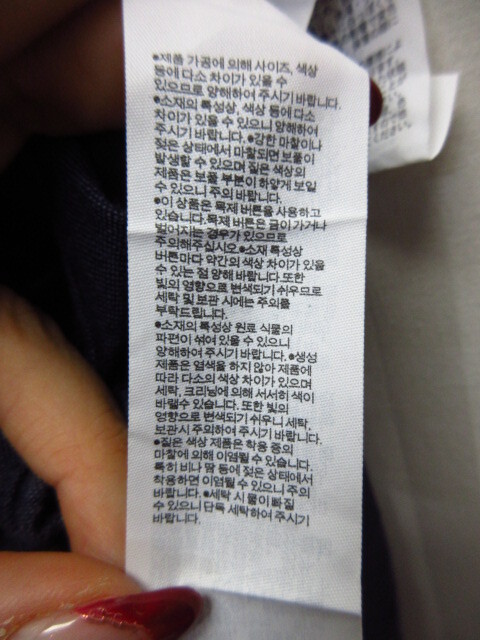 ●제품 가공에 의해 사이즈, 색상
등에 다소 차이가 있을 수
있으므로 양해하여 주시기 바랍니다.
●소재의 특성상, 색상 등에 다소
차이가 있을 수 있으니 양해하여
주시기 바랍니다. ●강한 마찰이나
젖은 상태에서 마찰되면 보풀이
발생할 수 있으며 짙은 색상의
제품은 보풀 부분이 하얗게 보일
수 있으니 주의 바랍니다.
●이 상품은 목제 버튼을 사용하고
있습니다. 목제 버튼은 금이 가거나
떨어지는 경우가 있으므로
주의해주십시오. ●소재 특성상
버튼마다 약간의 색상 차이가 있을
수 있는 점 양해 바랍니다. 또한
빛의 영향으로 변색되기 쉬우므로
세탁 및 보관 시에는 주의를
부탁드립니다.
●소재의 특성상 원료 식물의
파편이 섞여 있을 수 있으니
양해하여 주시기 바랍니다. ●생성
제품은 염색을 하지 않아 제품에
따라 다소의 색상 차이가 있으며
세탁, 크리닝에 의해 서서히 색이
바랠수 있습니다. 또한 빛의
영향으로 변색되기 쉬우니 세탁,
보관시 주의하여 주시기 바랍니다.
●짙은 색상 제품은 착용 중의
마찰에 의해 이염될 수 있습니다.
특히 비나 땀 등에 젖은 상태에서
착용하면 이염될 수 있으니 주의
바랍니다. ●세탁 시 물이 빠질
수 있으니 단독 세탁하여 주시기
바랍니다.